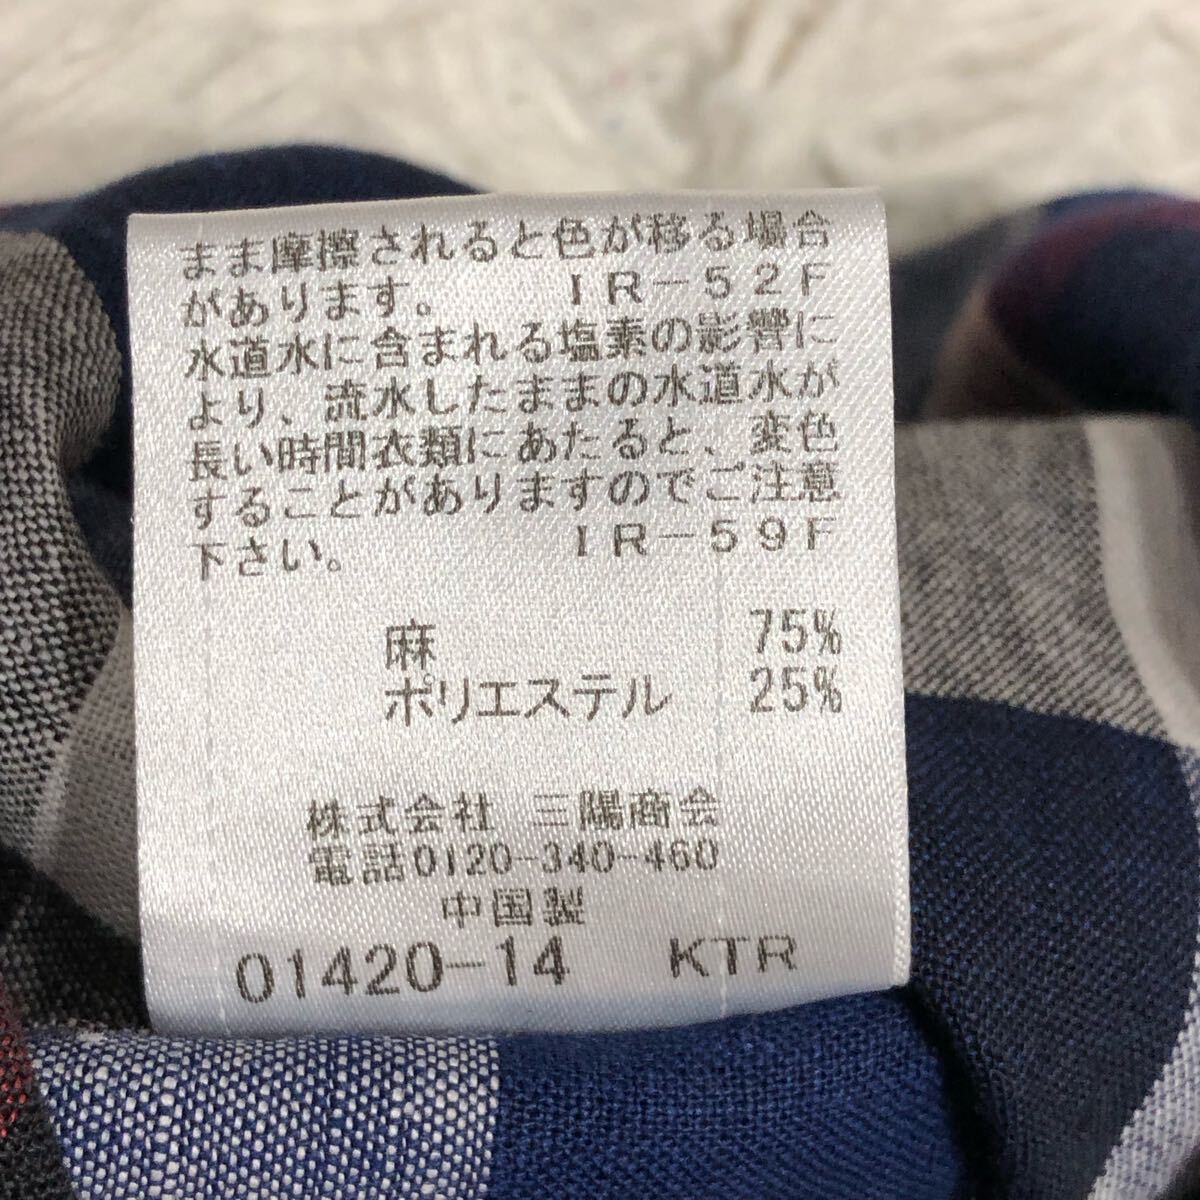 まま摩擦されると色が移る場合
があります。 IR-52F
水道水に含まれる塩素の影響に
より、流水したままの水道水が
長い時間衣類にあたると、変色
することがありますのでご注意
下さい。 IR-59F
麻 75%
ポリエステル 25%
株式会社 三陽商会
電話0120-340-460
中国製
01420-14 KTR